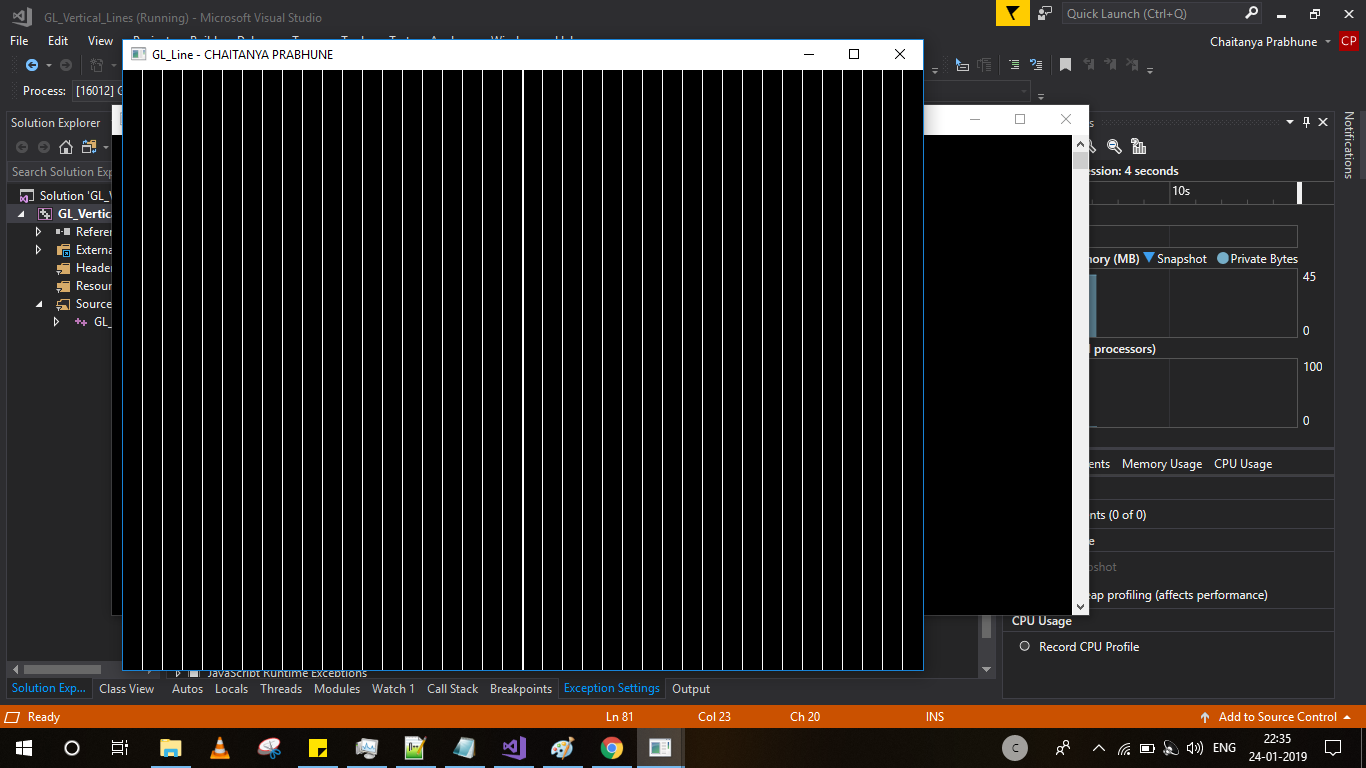 GL_Vertical_Lines (Running) - Microsoft Visual Studio
Quick Launch (Ctrl+Q)
File Edit View
Chaitanya Prabhune CP
GL_Line - CHAITANYA PRABHUNE
Process: [16012] G
Solution Explorer
Search Solution Exp
Solution 'GL_V
GL_Vertica
Referen
Externa
Header
Resour
Source
GL_
Notifications
ession: 4 seconds
10s
ory (MB) Snapshot Private Bytes
45
0
processors)
100
0
ents Memory Usage CPU Usage
nts (0 of 0)
e
pshot
eap profiling (affects performance)
CPU Usage
Record CPU Profile
JavaScript Runtime Exceptions
Solution Exp... Class View Autos Locals Threads Modules Watch 1 Call Stack Breakpoints Exception Settings Output
Ready Ln 81 Col 23 Ch 20 INS Add to Source Control
C ENG 22:35
24-01-2019